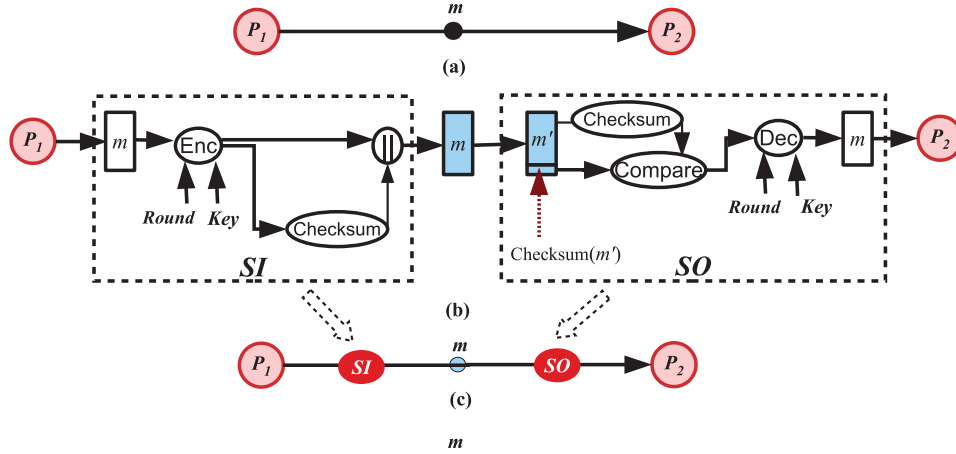 m
P1 P2
(a)
P1 m Enc || m m' Checksum Compare Dec m P2
Round Key Checksum Round Key
Checksum(m')
SI SO
(b)
m
P1 SI SO P2
(c)
m